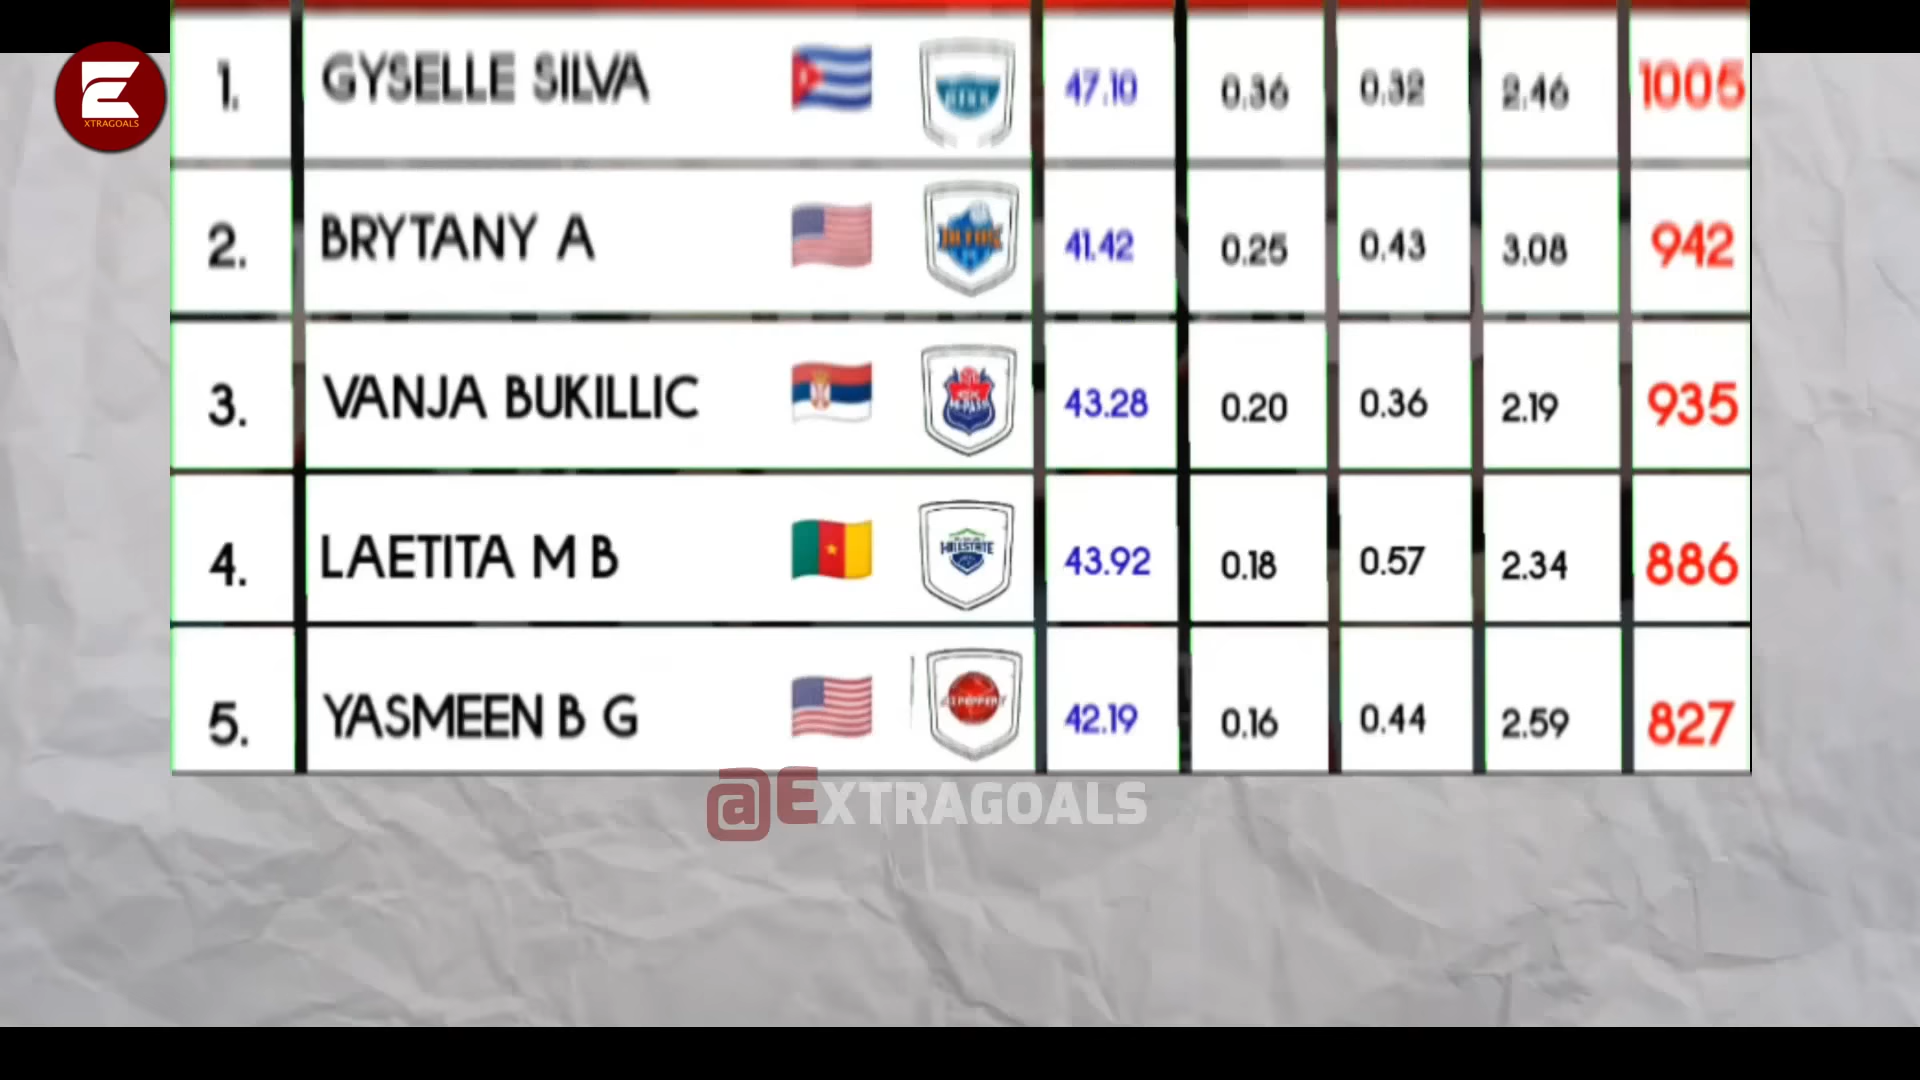 1. GYSELLE SILVA 47.10 0.36 0.32 2.46 1005
XTRAGOALS
2. BRYTANY A 41.42 0.25 0.43 3.08 942
3. VANJA BUKILLIC 43.28 0.20 0.36 2.19 935
4. LAETITA M B HILLSTATE 43.92 0.18 0.57 2.34 886
5. YASMEEN B G 42.19 0.16 0.44 2.59 827
@EXTRAGOALS